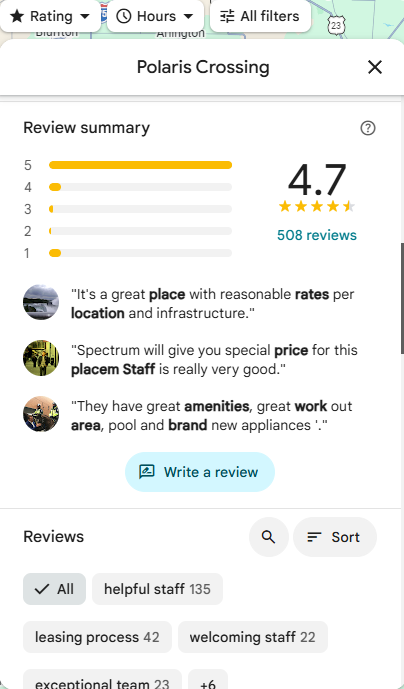 Rating
Hours
All filters
Bluffton
Arlington
23
Polaris Crossing
Review summary
5
4
3
2
1
4.7
508 reviews
"It's a great place with reasonable rates per
location and infrastructure."
"Spectrum will give you special price for this
placem Staff is really very good."
"They have great amenities, great work out
area, pool and brand new appliances '."
Write a review
Reviews
Sort
All
helpful staff 135
leasing process 42
welcoming staff 22
exceptional team 23
+6